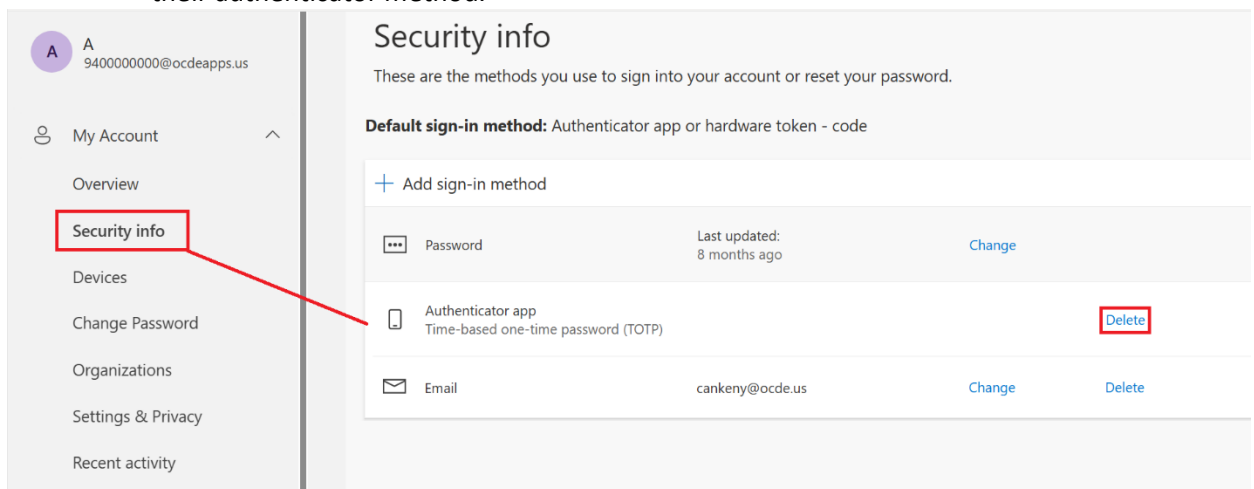 their authenticator method.
A
A
9400000000@ocdeapps.us
My Account
Overview
Security info
Devices
Change Password
Organizations
Settings & Privacy
Recent activity
Security info
These are the methods you use to sign into your account or reset your password.
Default sign-in method: Authenticator app or hardware token - code
+ Add sign-in method
Password Last updated: Change
8 months ago
Authenticator app
Time-based one-time password (TOTP) Delete
Email cankeny@ocde.us Change Delete